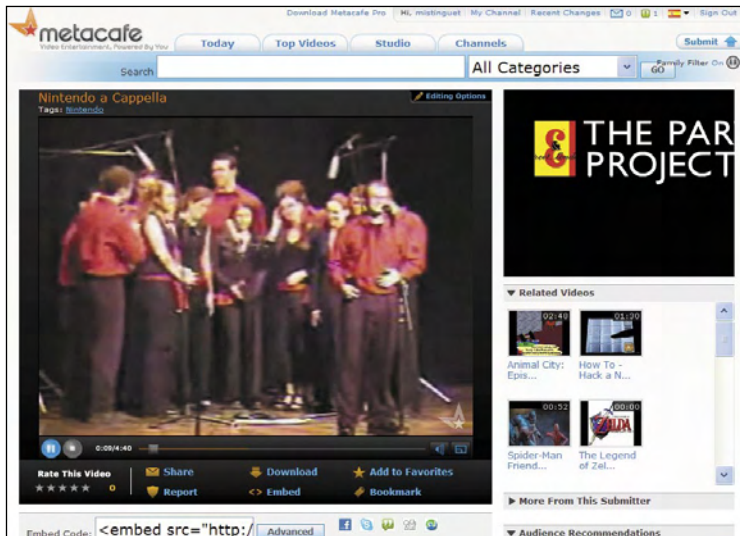 Download Metacafe Pro | Hi, mistinguet | My Channel | Recent Changes | 0 | 1 | Sign Out
metacafe
Video Entertainment, Powered By You
Today Top Videos Studio Channels Submit
Search All Categories GO Family Filter On
Nintendo a Cappella
Tags: Nintendo
Editing Options
0:09/4:40
Rate This Video
0
Share Download Add to Favorites
Report <> Embed Bookmark
Embed Code: <embed src="http:/ Advanced
THE PAR
PROJECT
Related Videos
02:40 01:30
Animal City: Epis...
How To - Hack a N...
00:52 00:00
ZELDA
Spider-Man Friend...
The Legend of Zel...
More From This Submitter
Audience Recommendations